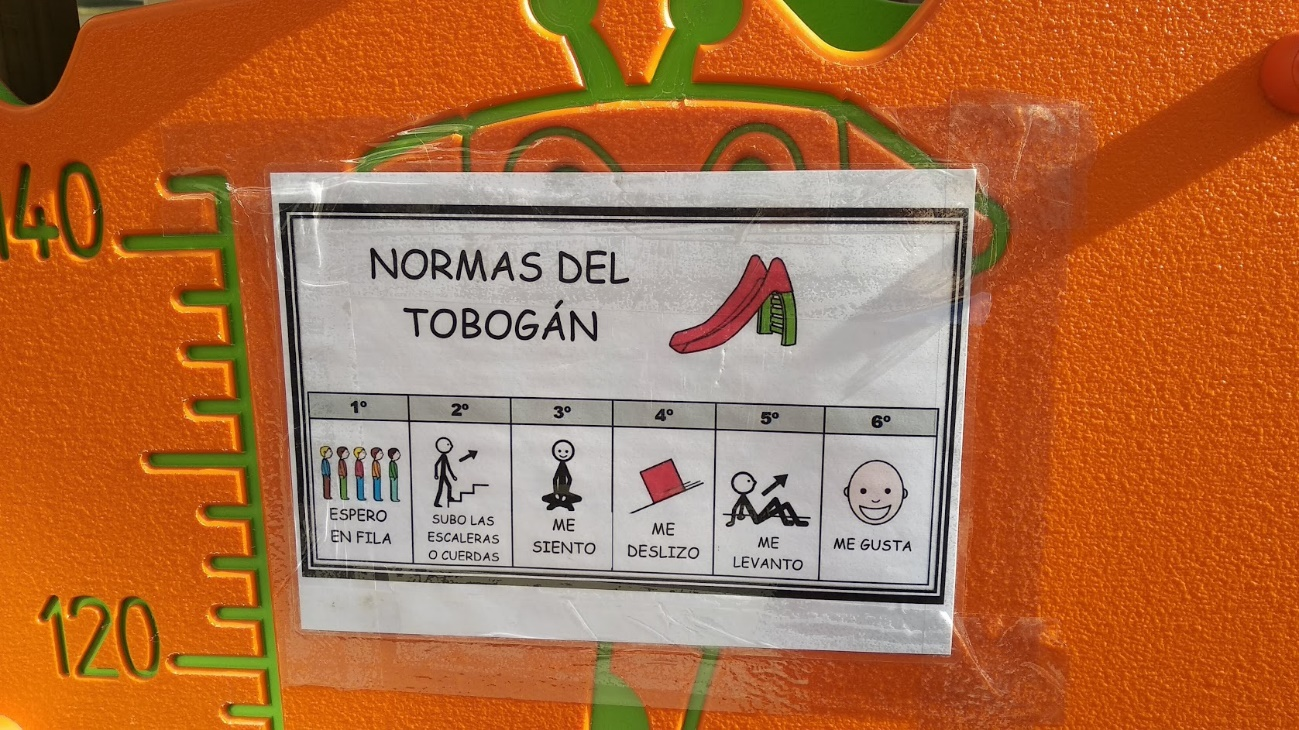 140
120
NORMAS DEL
TOBOGÁN
1º 2º 3º 4º 5º 6º
ESPERO
EN FILA
SUBO LAS
ESCALERAS
O CUERDAS
ME
SIENTO
ME
DESLIZO
ME
LEVANTO
ME GUSTA